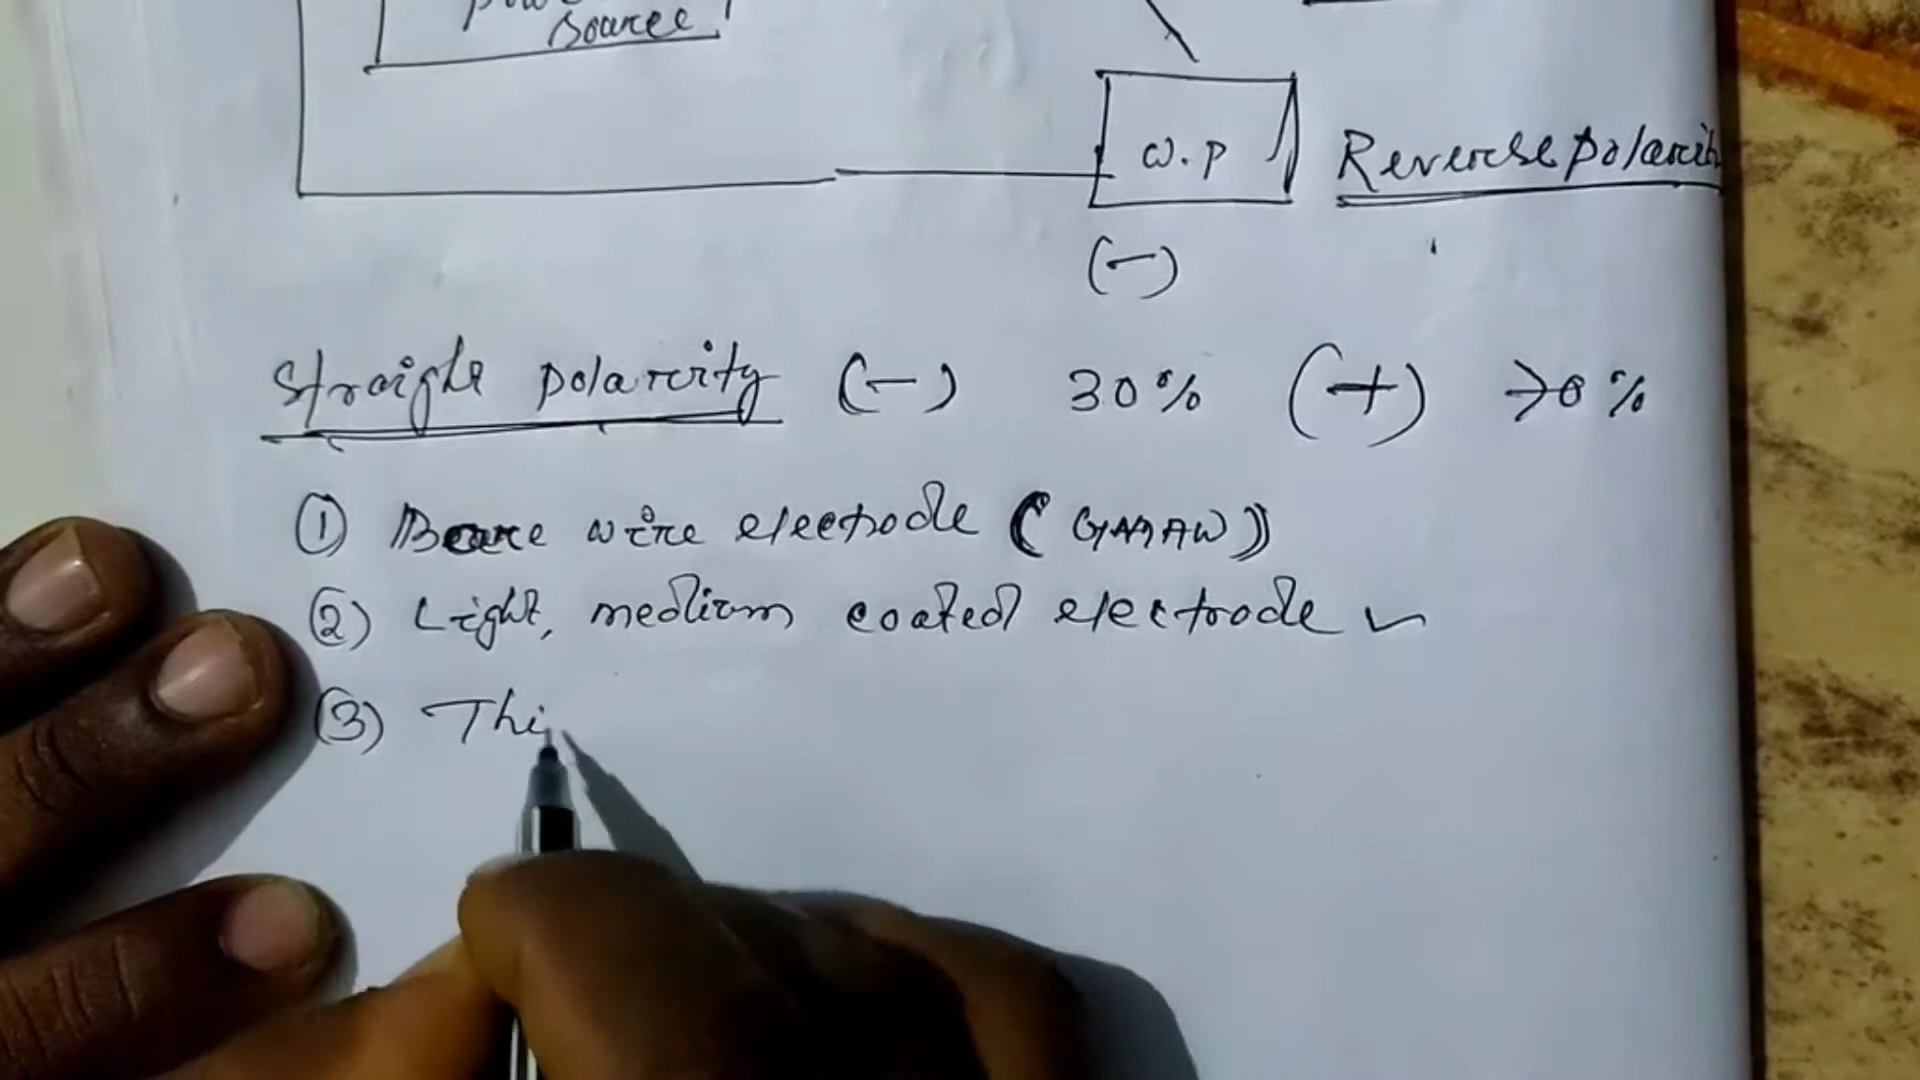 source
W.P
Reverse polarit
(-)
Straight polarity (-) 30% (+) 70%
① Bare wire electrode (GMAW)
② Light, medium coated electrode
③ Thi